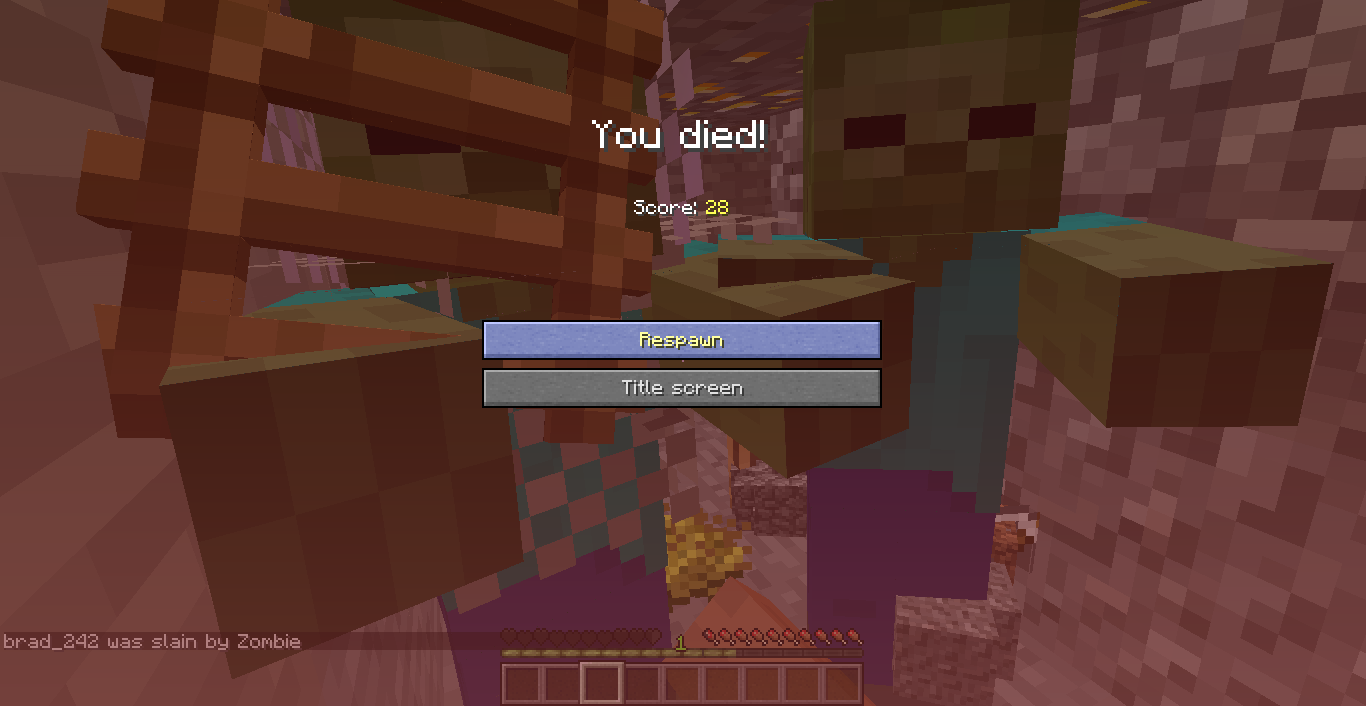 You died!
Score: 28
Respawn
Title screen
brad_242 was slain by Zombie
1